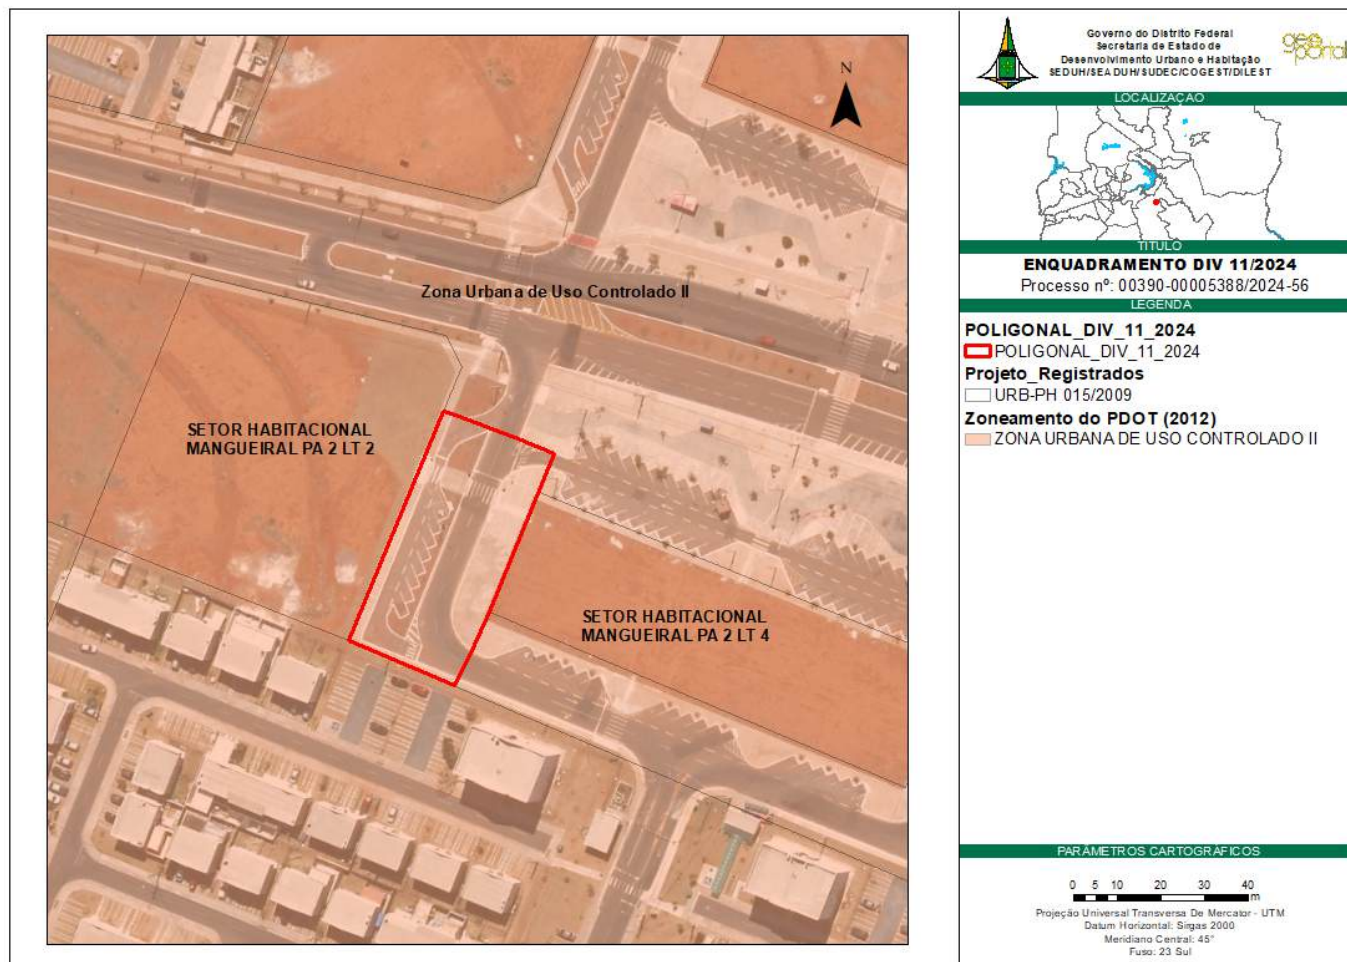 N
Zona Urbana de Uso Controlado II
SETOR HABITACIONAL
MANGUEIRAL PA 2 LT 2
SETOR HABITACIONAL
MANGUEIRAL PA 2 LT 4
Governo do Distrito Federal
Secretaria de Estado de
Desenvolvimento Urbano e Habitação
SEDUH/SEADUH/SUDEC/COGEST/DILEST
geoportal
LOCALIZAÇÃO
TÍTULO
ENQUADRAMENTO DIV 11/2024
Processo nº: 00390-00005388/2024-56
LEGENDA
POLIGONAL_DIV_11_2024
POLIGONAL_DIV_11_2024
Projeto_Registrados
URB-PH 015/2009
Zoneamento do PDOT (2012)
ZONA URBANA DE USO CONTROLADO II
PARÂMETROS CARTOGRÁFICOS
0 5 10 20 30 40
m
Projeção Universal Transversa De Mercator - UTM
Datum Horizontal: Sirgas 2000
Meridiano Central: 45°
Fuso: 23 Sul